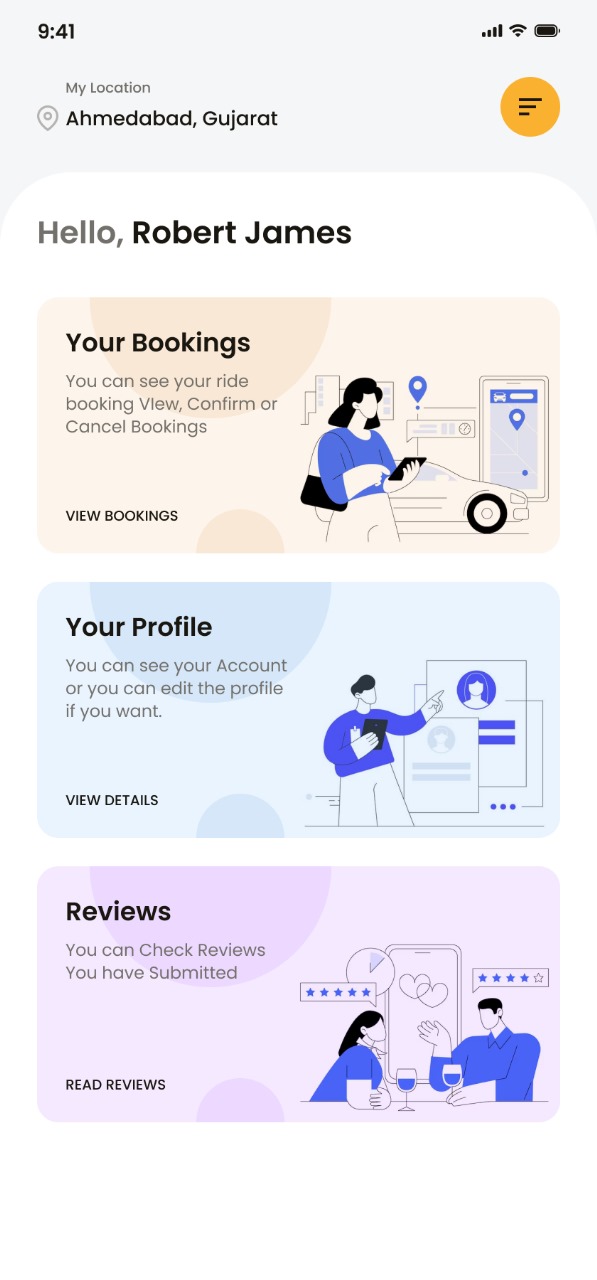 9:41
My Location
Ahmedabad, Gujarat
Hello, Robert James
Your Bookings
You can see your ride
booking VIew, Confirm or
Cancel Bookings
VIEW BOOKINGS
Your Profile
You can see your Account
or you can edit the profile
if you want.
VIEW DETAILS
Reviews
You can Check Reviews
You have Submitted
READ REVIEWS